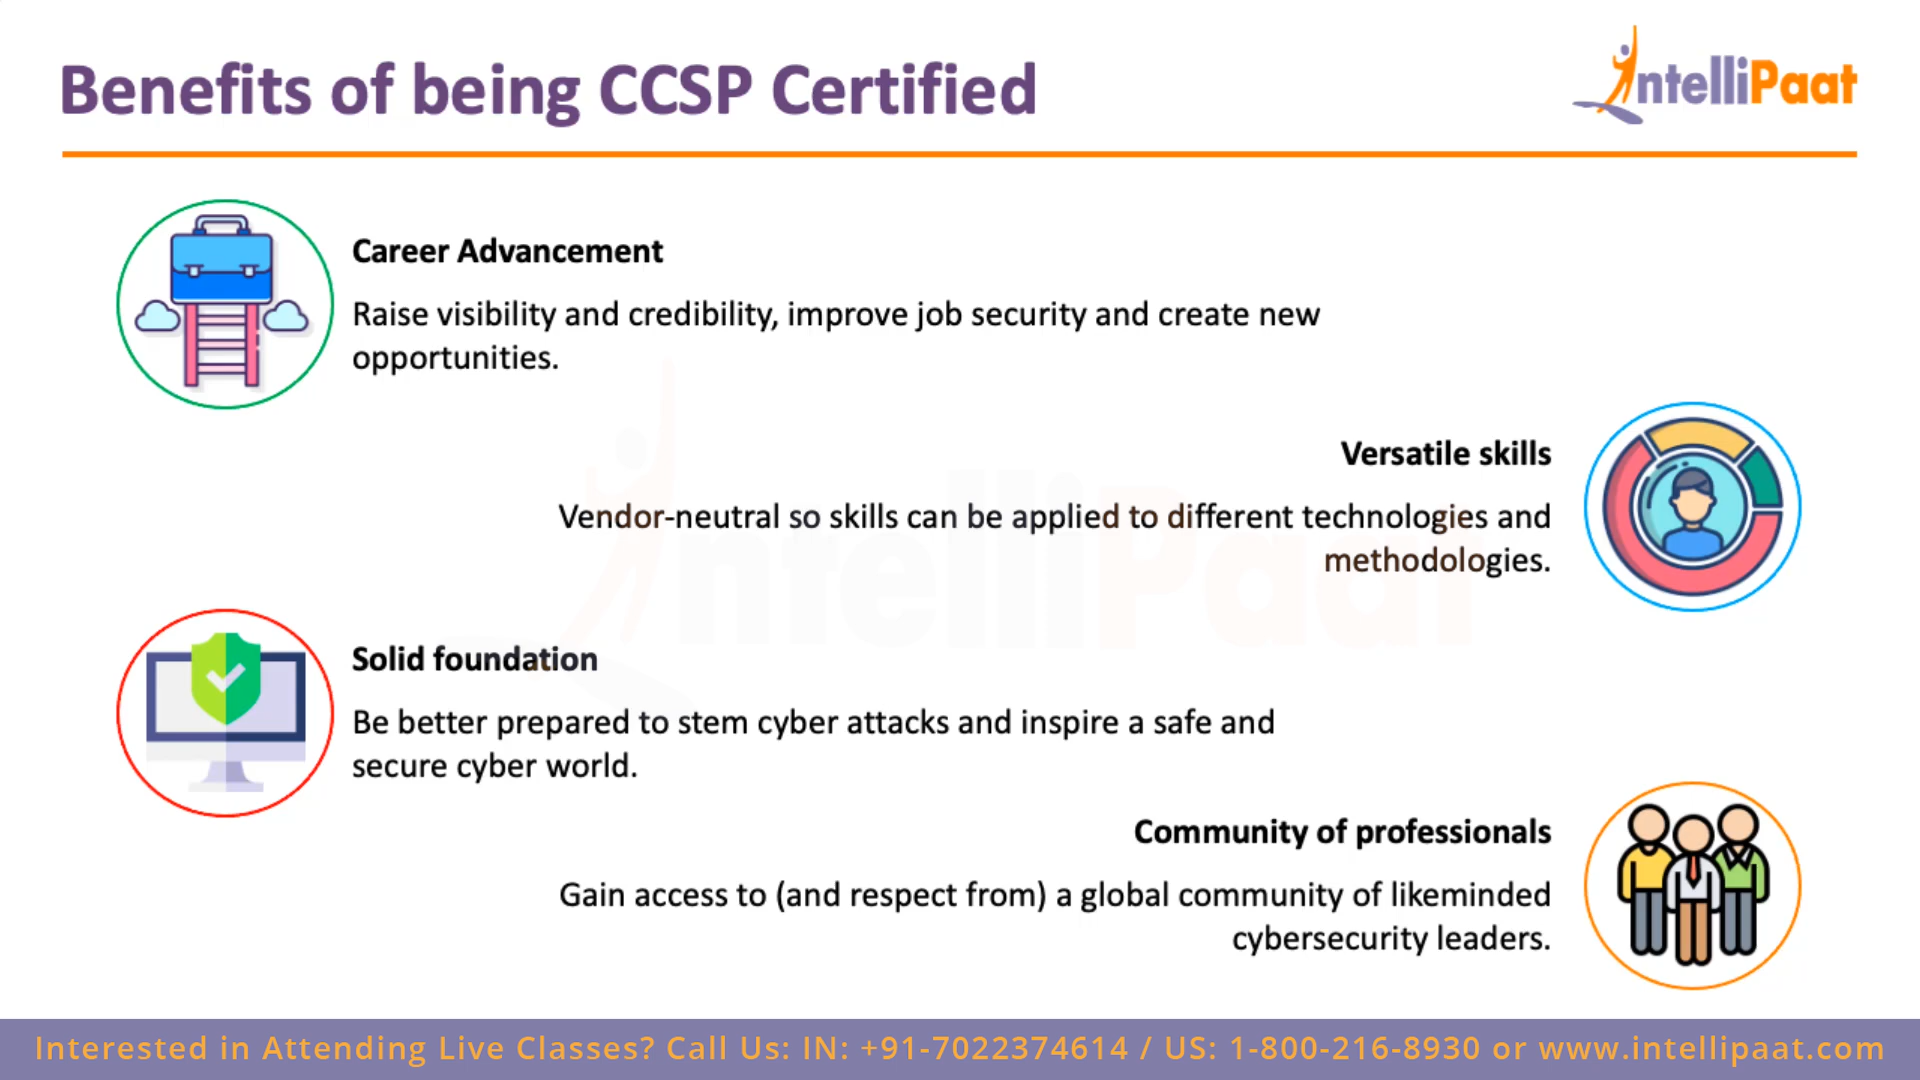 Benefits of being CCSP Certified
IntelliPaat
Career Advancement
Raise visibility and credibility, improve job security and create new
opportunities.
Versatile skills
Vendor-neutral so skills can be applied to different technologies and
methodologies.
Solid foundation
Be better prepared to stem cyber attacks and inspire a safe and
secure cyber world.
Community of professionals
Gain access to (and respect from) a global community of likeminded
cybersecurity leaders.
IntelliPaat
Interested in Attending Live Classes? Call Us: IN: +91-7022374614 / US: 1-800-216-8930 or www.intellipaat.com